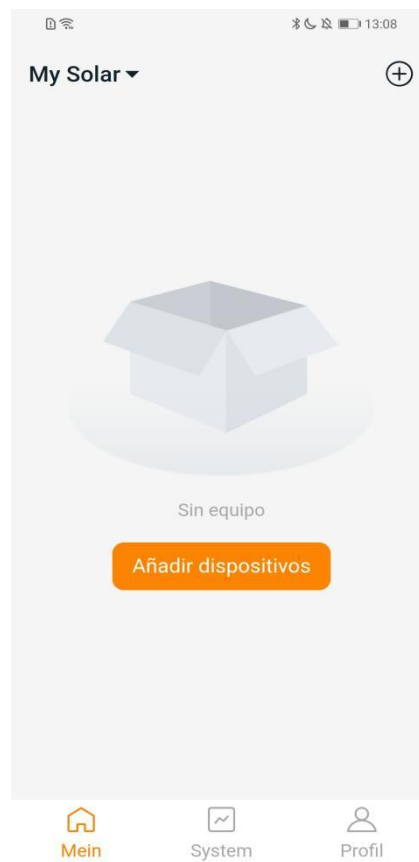 13:08
My Solar
Sin equipo
Añadir dispositivos
Mein
System
Profil